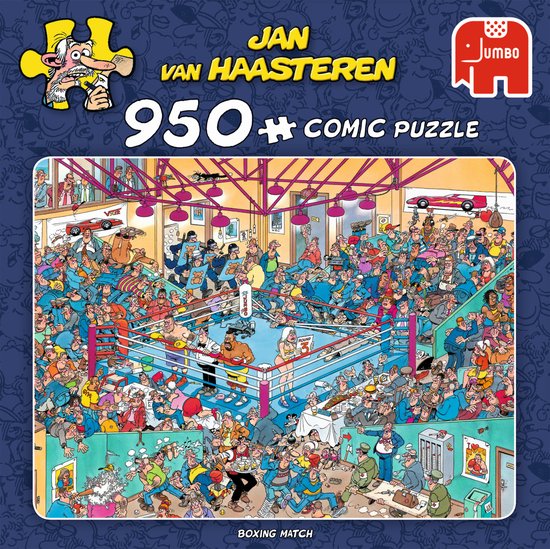 JAN
VAN HAASTEREN
JUMBO
950 COMIC PUZZLE
BOXING MATCH